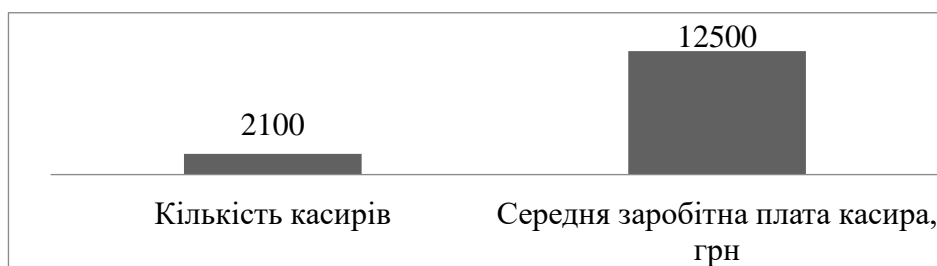 12500
2100
Кількість касирів
Середня заробітна плата касира,
грн